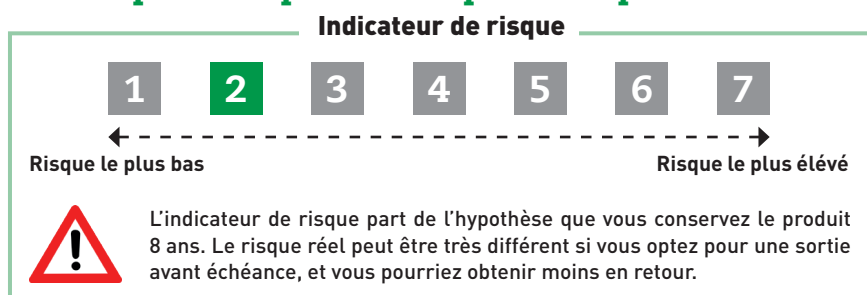 Indicateur de risque
1 2 3 4 5 6 7
Risque le plus bas Risque le plus élévé
L’indicateur de risque part de l’hypothèse que vous conservez le produit
8 ans. Le risque réel peut être très différent si vous optez pour une sortie
avant échéance, et vous pourriez obtenir moins en retour.